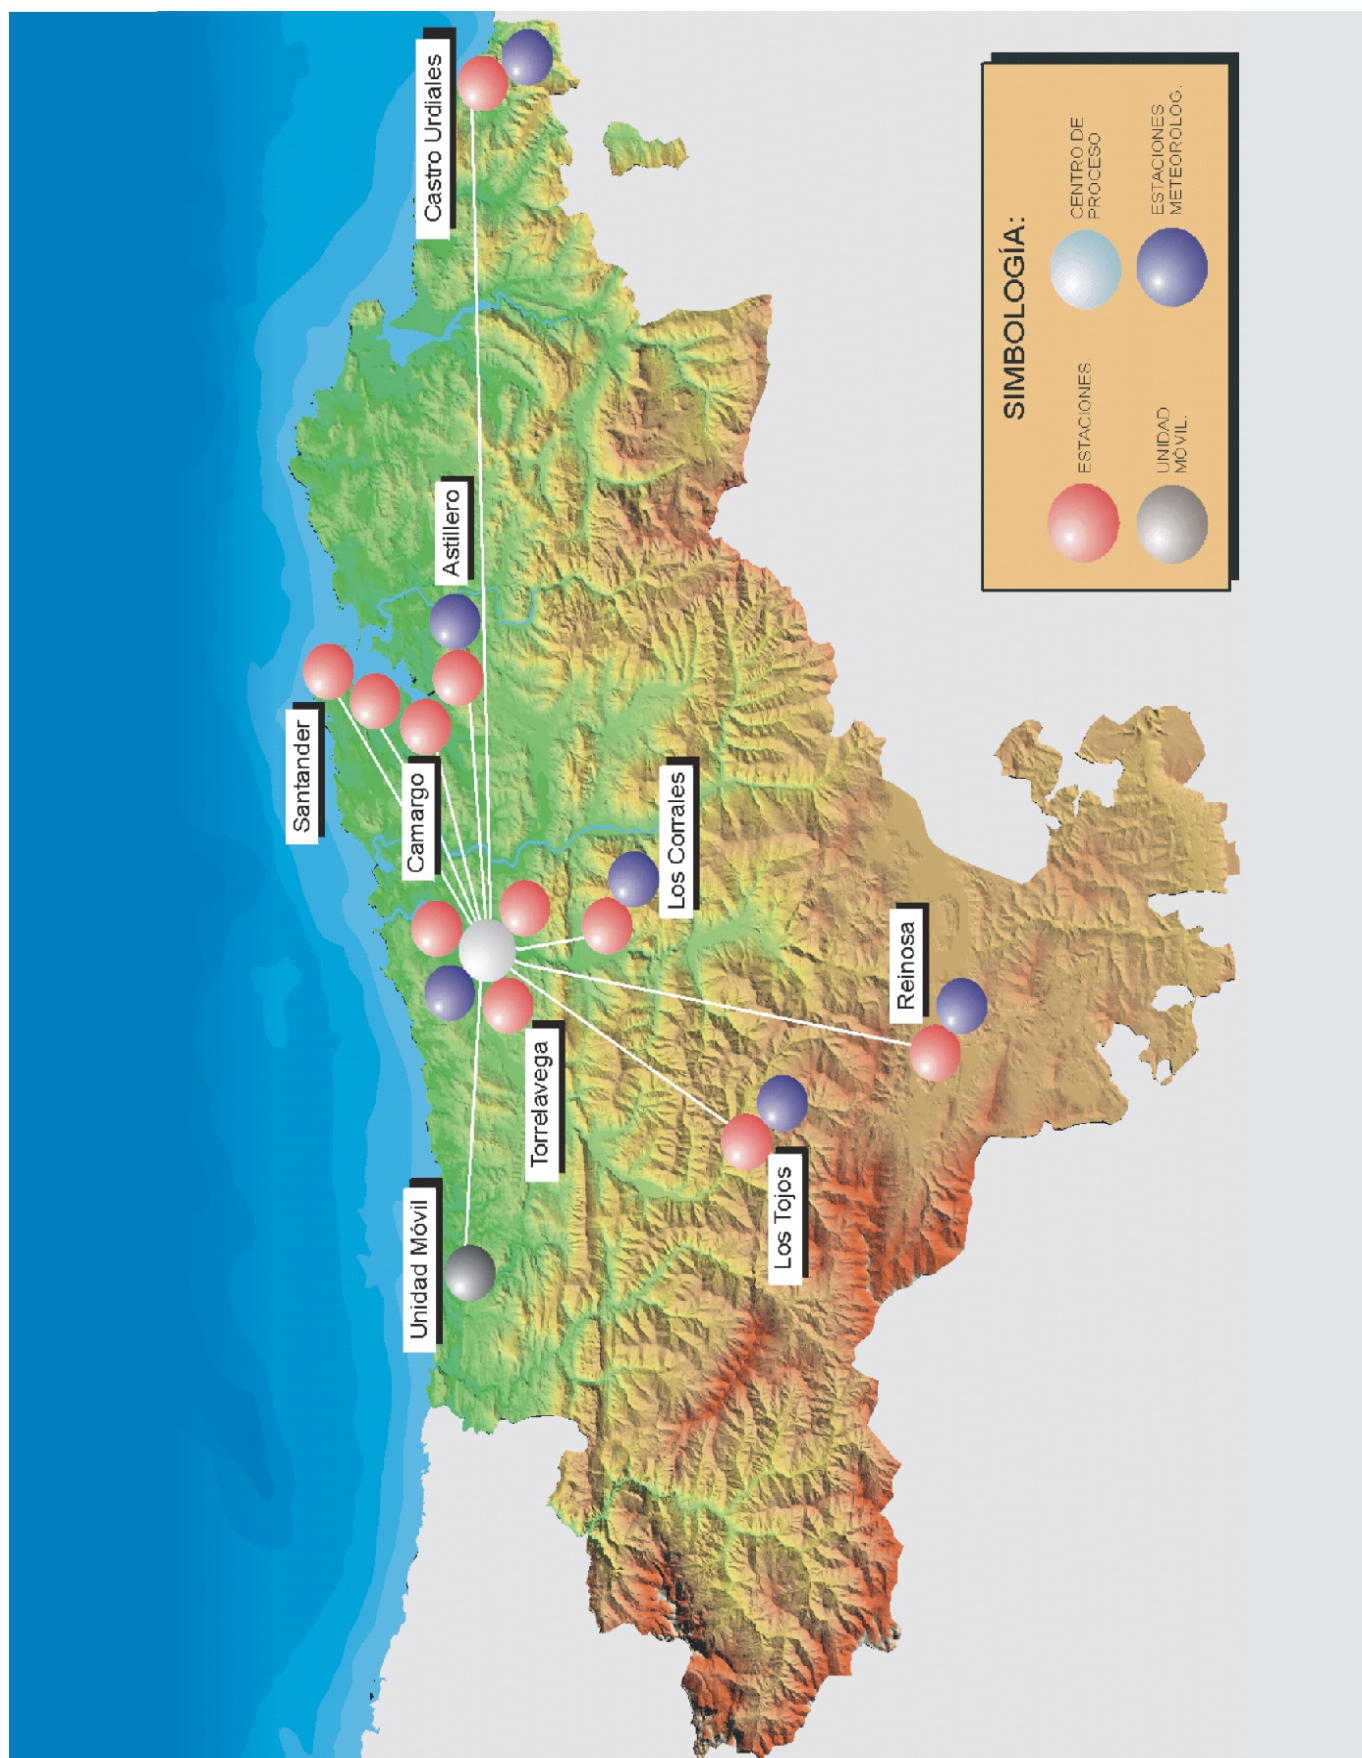 Unidad Móvil
Torrelavega
Santander
Camargo
Astillero
Castro Urdiales
Los Corrales
Los Tojos
Reinosa
SIMBOLOGÍA:
ESTACIONES
CENTRO DE
PROCESO
UNIDAD
MÓVIL.
ESTACIONES
METEOROLOG.